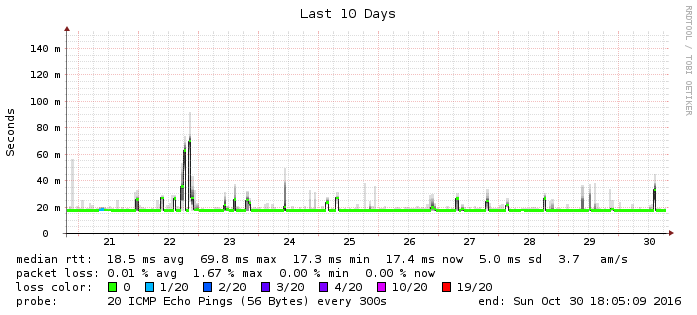 Last 10 Days
RRDTOOL / TOBI OETIKER
Seconds
140 m
120 m
100 m
80 m
60 m
40 m
20 m
0
21 22 23 24 25 26 27 28 29 30
median rtt: 18.5 ms avg 69.8 ms max 17.3 ms min 17.4 ms now 5.0 ms sd 3.7 am/s
packet loss: 0.01 % avg 1.67 % max 0.00 % min 0.00 % now
loss color: 0 1/20 2/20 3/20 4/20 10/20 19/20
probe: 20 ICMP Echo Pings (56 Bytes) every 300s end: Sun Oct 30 18:05:09 2016